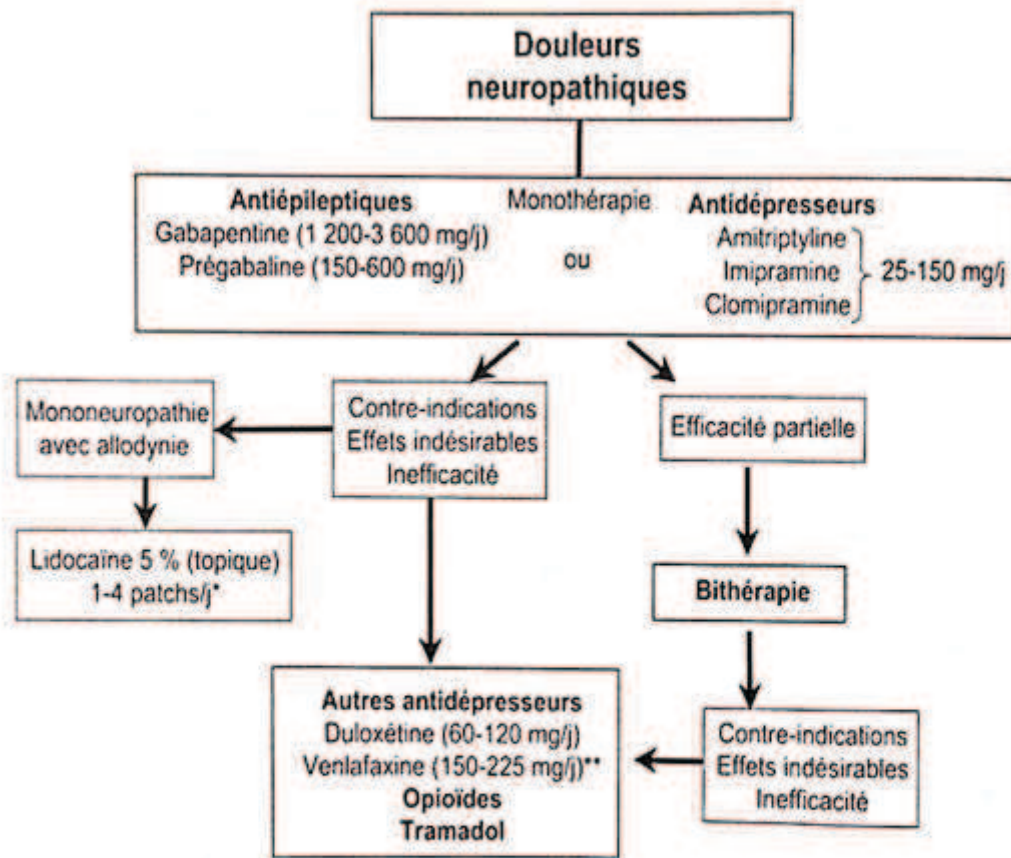 Douleurs
neuropathiques
Antiépileptiques
Gabapentine (1 200-3 600 mg/j)
Prégabaline (150-600 mg/j)
Monothérapie
ou
Antidépresseurs
Amitriptyline
Imipramine
Clomipramine
25-150 mg/j
Mononeuropathie
avec allodynie
Contre-indications
Effets indésirables
Inefficacité
Efficacité partielle
Lidocaïne 5 % (topique)
1-4 patchs/j*
Bithérapie
Autres antidépresseurs
Duloxétine (60-120 mg/j)
Venlafaxine (150-225 mg/j)**
Opioïdes
Tramadol
Contre-indications
Effets indésirables
Inefficacité